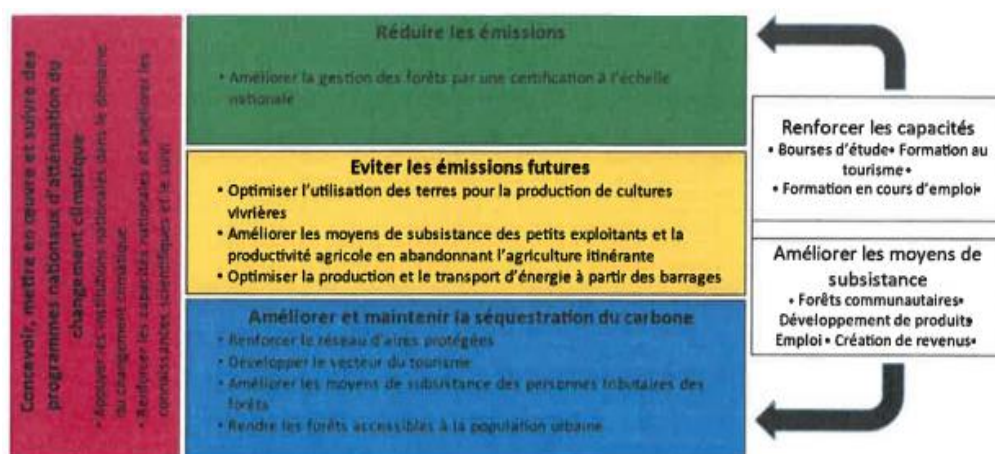 Concevoir, mettre en œuvre et suivre des
programmes nationaux d'atténuation du
changement climatique
• Appuyer les institutions nationales dans le domaine
du changement climatique
• Renforcer les capacités nationales et améliorer les
connaissances scientifiques et le suivi
Réduire les émissions
• Améliorer la gestion des forêts par une certification à l'échelle
nationale
Eviter les émissions futures
• Optimiser l'utilisation des terres pour la production de cultures
vivrières
• Améliorer les moyens de subsistance des petits exploitants et la
productivité agricole en abandonnant l'agriculture itinérante
• Optimiser la production et le transport d'énergie à partir des barrages
Améliorer et maintenir la séquestration du carbone
• Renforcer le réseau d'aires protégées
• Développer le vecteur du tourisme
• Améliorer les moyens de subsistance des personnes tributaires des
forêts
• Rendre les forêts accessibles à la population urbaine
Renforcer les capacités
• Bourses d'étude• Formation au
tourisme•
• Formation en cours d'emploi•
Améliorer les moyens de
subsistance
• Forêts communautaires•
Développement de produits•
Emploi • Création de revenus•